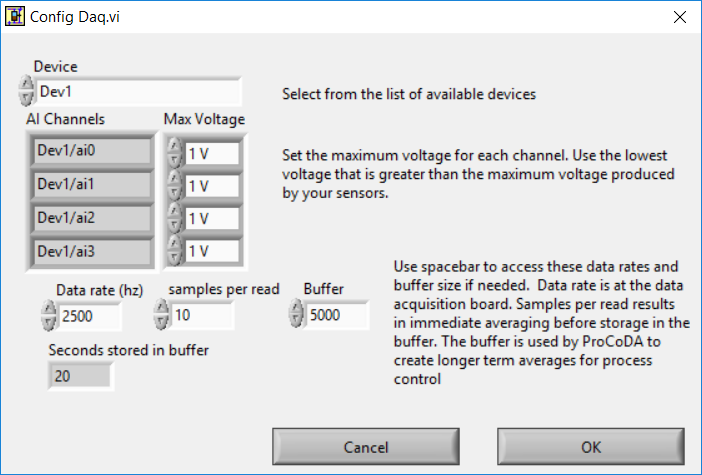 Config Daq.vi
Device
Dev1
Select from the list of available devices
AI Channels
Max Voltage
Dev1/ai0
1 V
Dev1/ai1
1 V
Dev1/ai2
1 V
Dev1/ai3
1 V
Set the maximum voltage for each channel. Use the lowest
voltage that is greater than the maximum voltage produced
by your sensors.
Data rate (hz)
samples per read
Buffer
2500
10
5000
Seconds stored in buffer
20
Use spacebar to access these data rates and
buffer size if needed.  Data rate is at the data
acquisition board. Samples per read results
in immediate averaging before storage in the
buffer. The buffer is used by ProCoDA to
create longer term averages for process
control
Cancel
OK